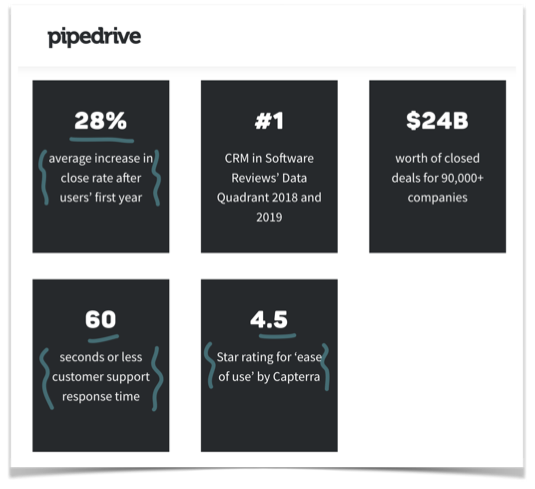 pipedrive
28%
average increase in
close rate after
users' first year
#1
CRM in Software
Reviews' Data
Quadrant 2018 and
2019
$24B
worth of closed
deals for 90,000+
companies
60
seconds or less
customer support
response time
4.5
Star rating for 'ease
of use' by Capterra